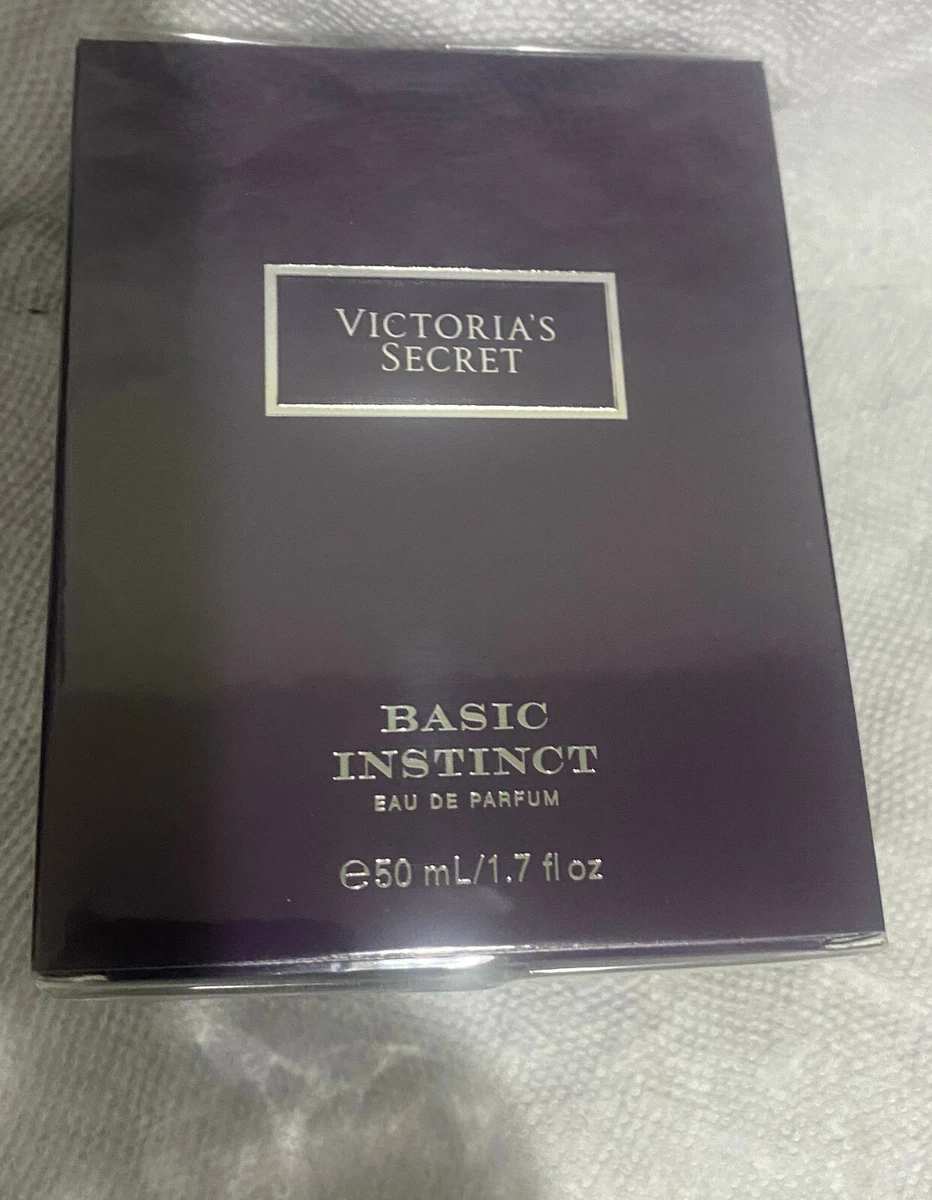 VICTORIA'S
SECRET
BASIC
INSTINCT
EAU DE PARFUM
℮50 mL/1.7 fl oz